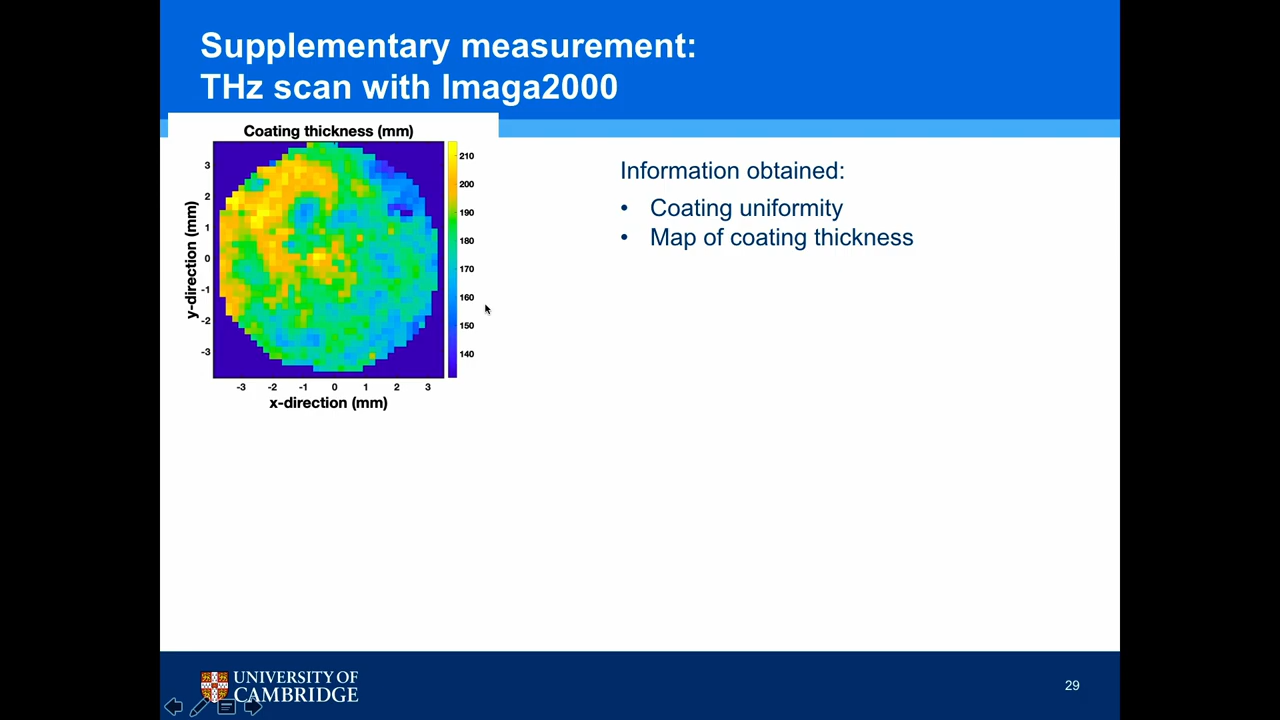 Supplementary measurement:
THz scan with Imaga2000
Coating thickness (mm)
3
2
1
0
-1
-2
-3
y-direction (mm)
-3 -2 -1 0 1 2 3
x-direction (mm)
210
200
190
180
170
160
150
140
Information obtained:
• Coating uniformity
• Map of coating thickness
UNIVERSITY OF
CAMBRIDGE
29